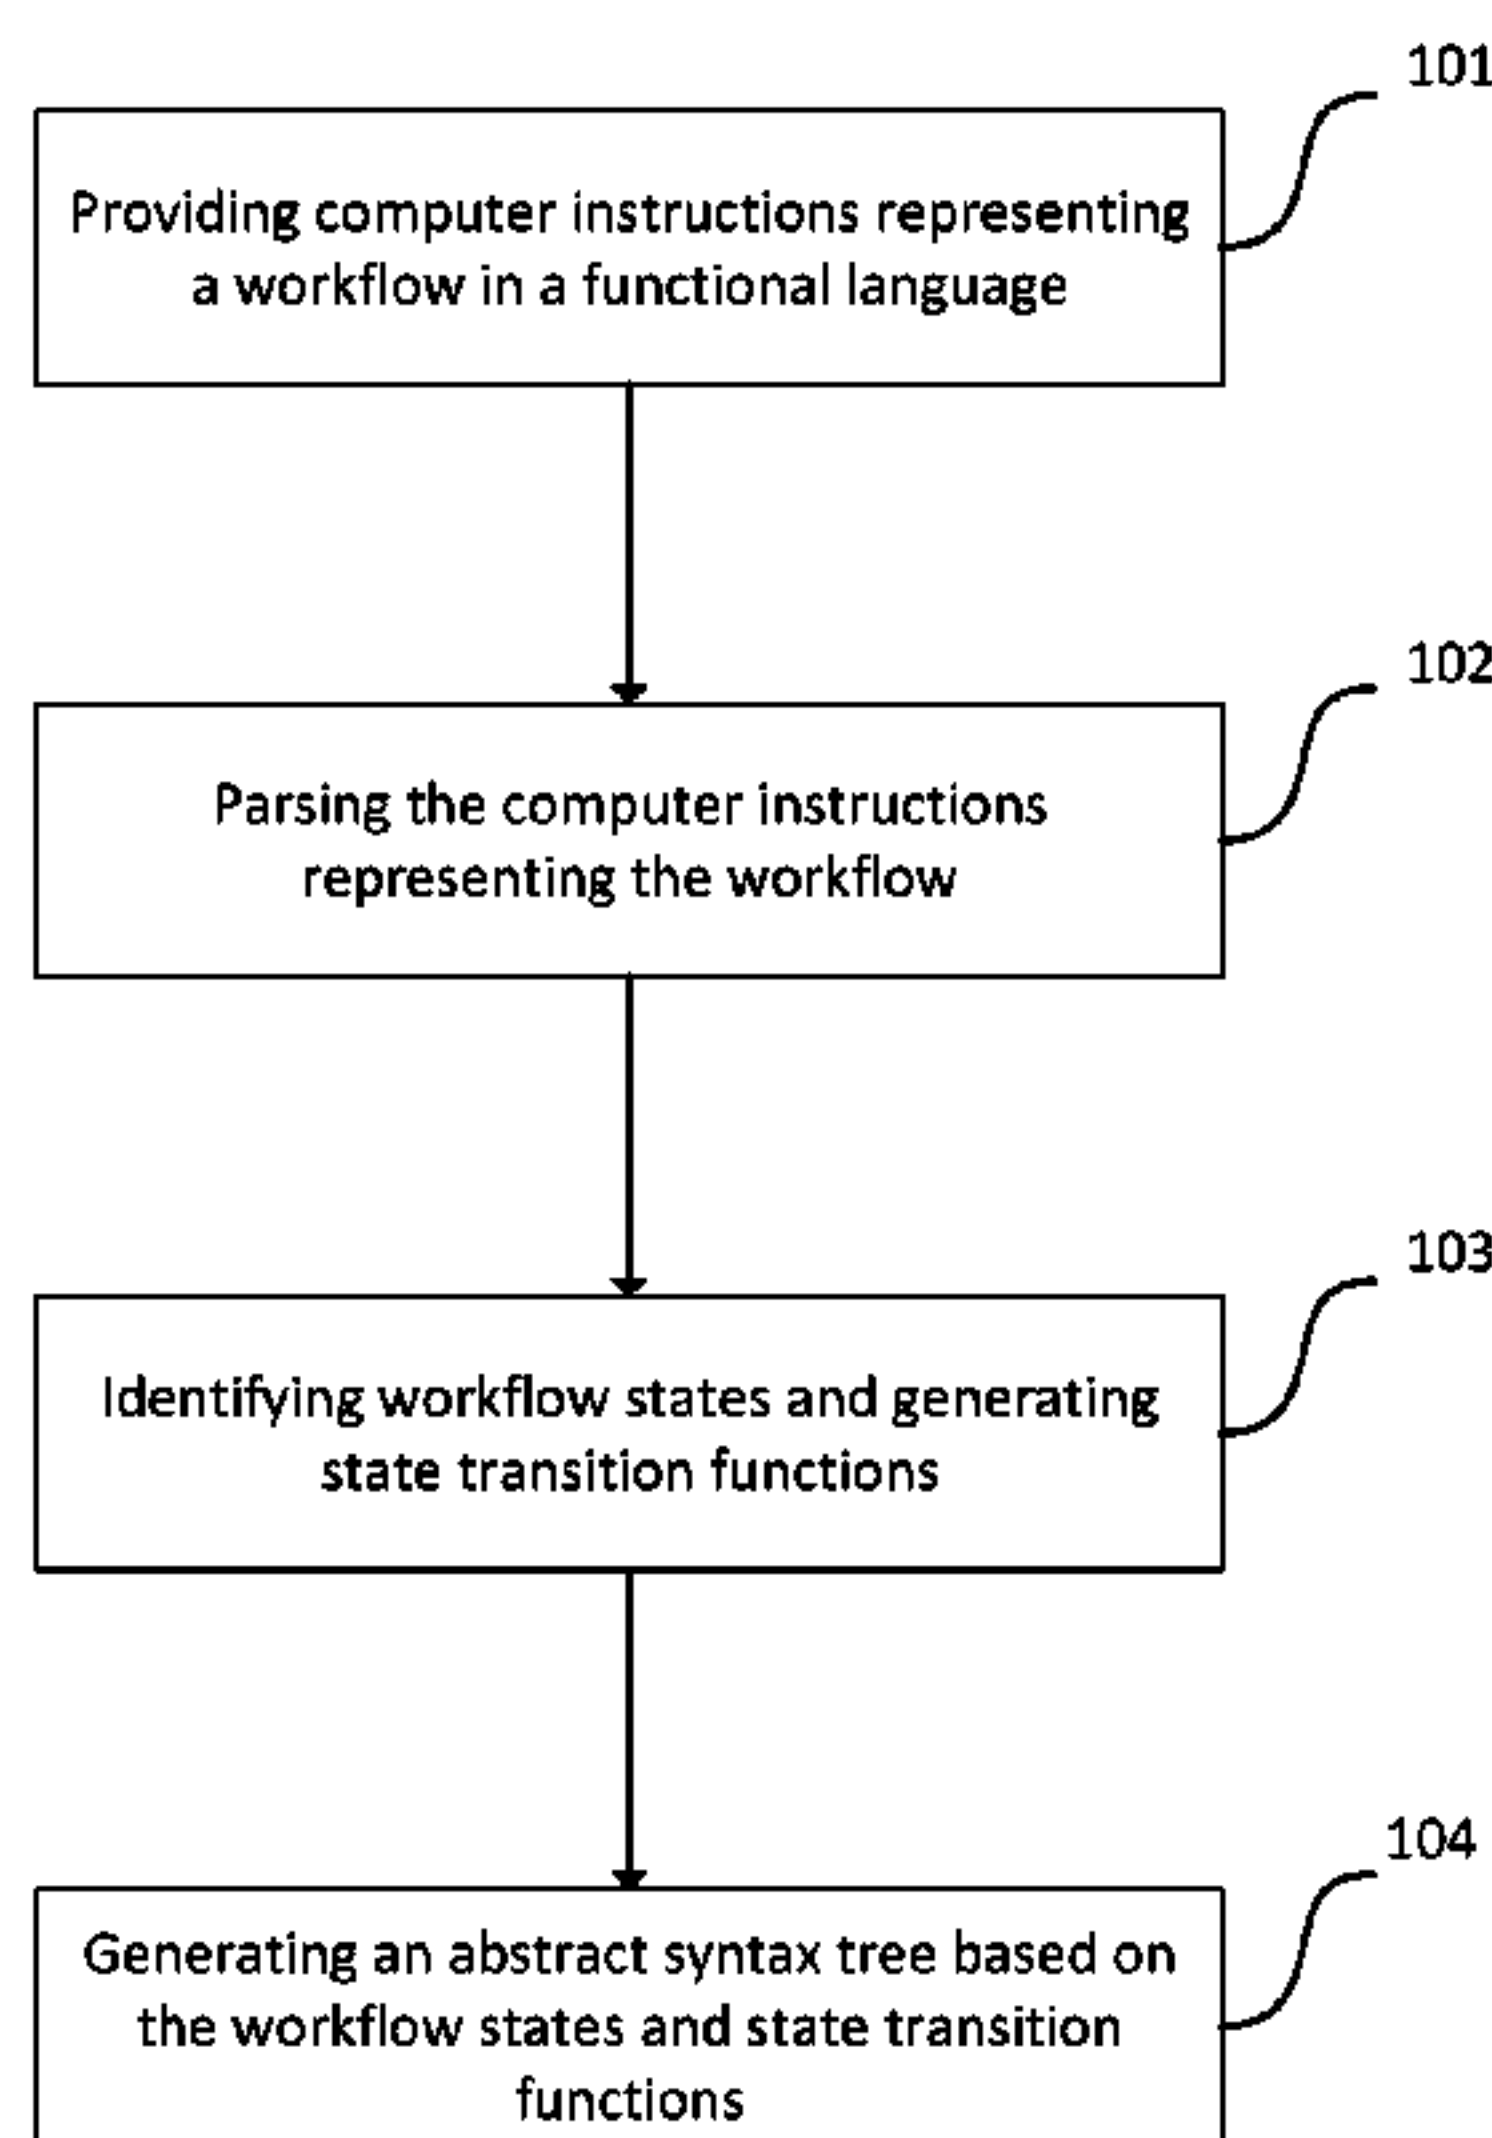 101
Providing computer instructions representing
a workflow in a functional language
102
Parsing the computer instructions
representing the workflow
103
Identifying workflow states and generating
state transition functions
104
Generating an abstract syntax tree based on
the workflow states and state transition
functions